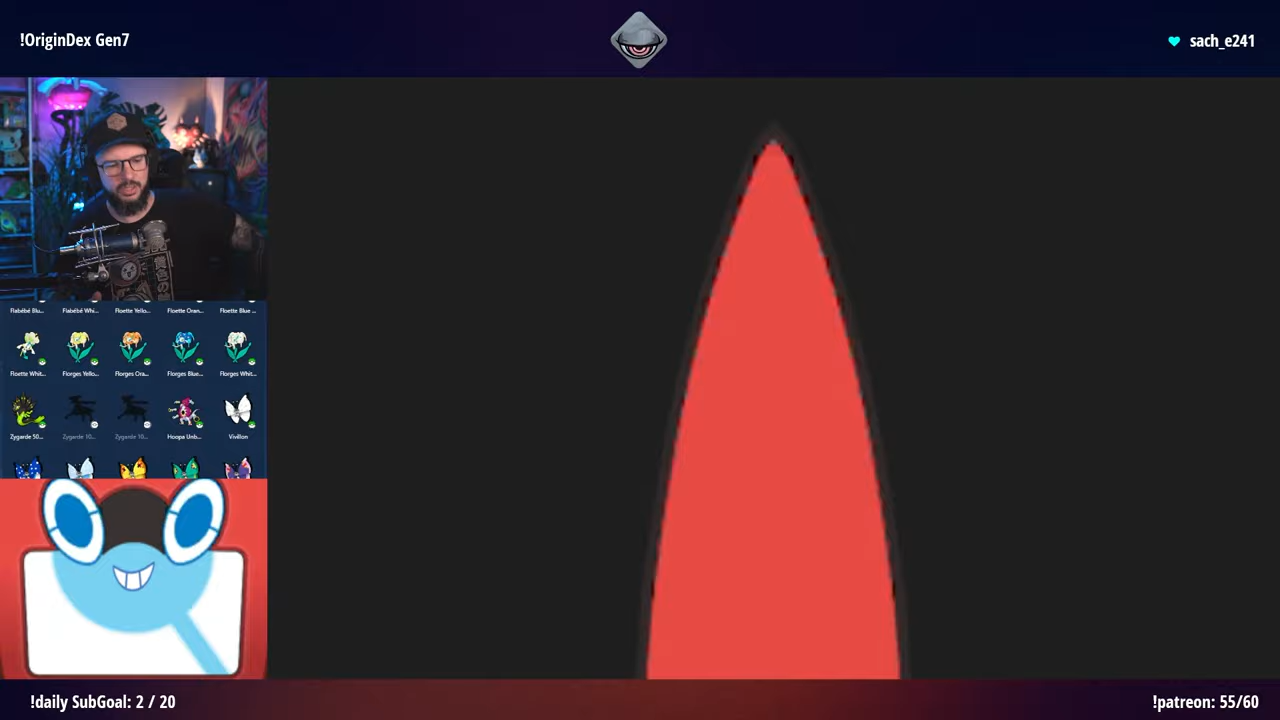 !OriginDex Gen7
sach_e241
Flabébé Blu... Flabébé Whi... Floette Yello... Floette Oran... Floette Blue ...
Floette Whit... Florges Yello... Florges Ora... Florges Blue... Florges Whit...
Zygarde 50... Zygarde 10... Zygarde 10... Hoopa Unb... Vivillon
!daily SubGoal: 2 / 20
!patreon: 55/60